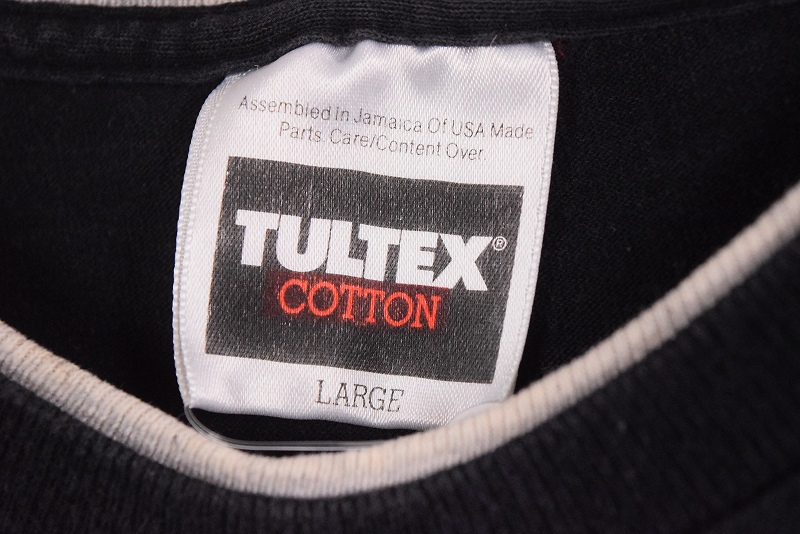 Assembled In Jamaica Of USA Made
Parts. Care/Content Over.
TULTEX®
COTTON
LARGE